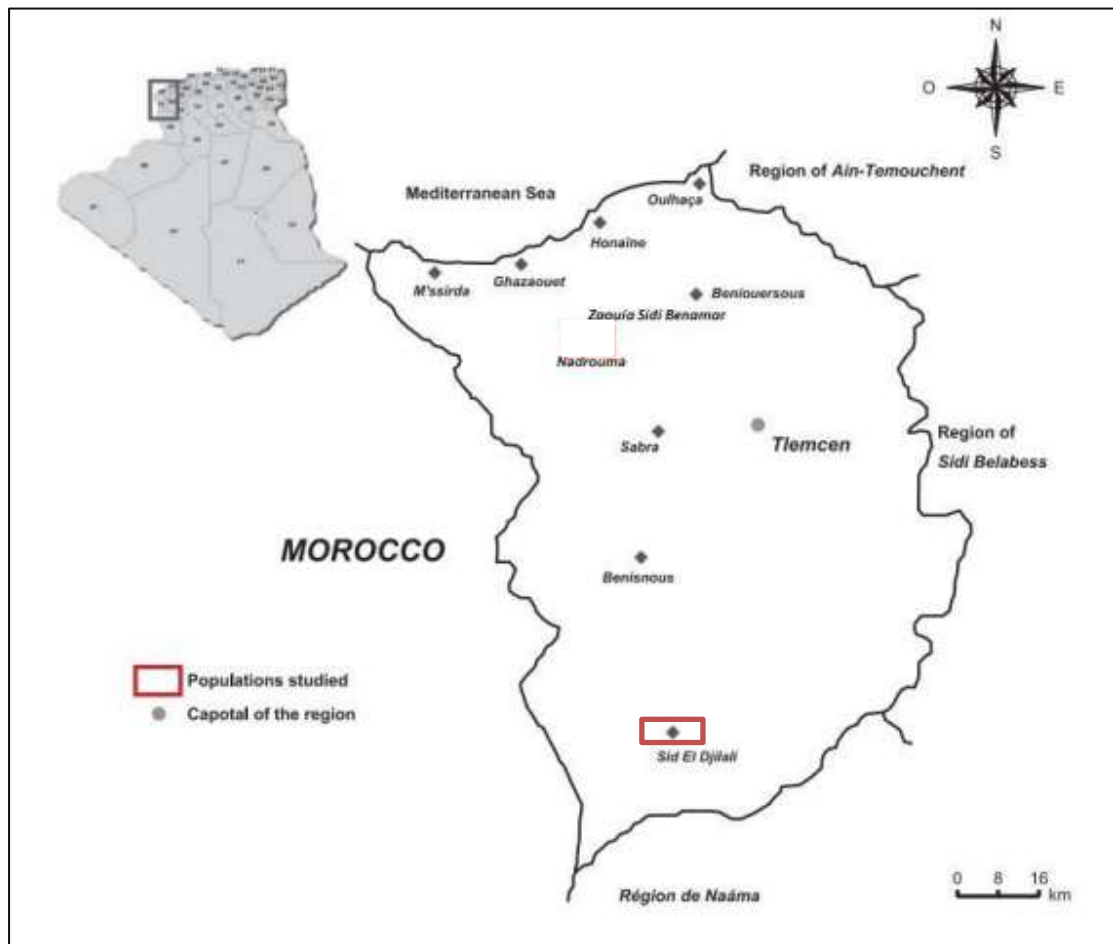 N
O
E
S
Region of Ain-Temouchent
Mediterranean Sea
Oulhaça
Honaine
Ghazaouet
M'ssirda
Beniouersous
Zaouia Sidi Benamar
Nadrouma
Sabra
Tlemcen
Region of
Sidi Belabess
MOROCCO
Benisnous
Populations studied
Capotal of the region
Sid El Djilali
Région de Naáma
0 8 16
km